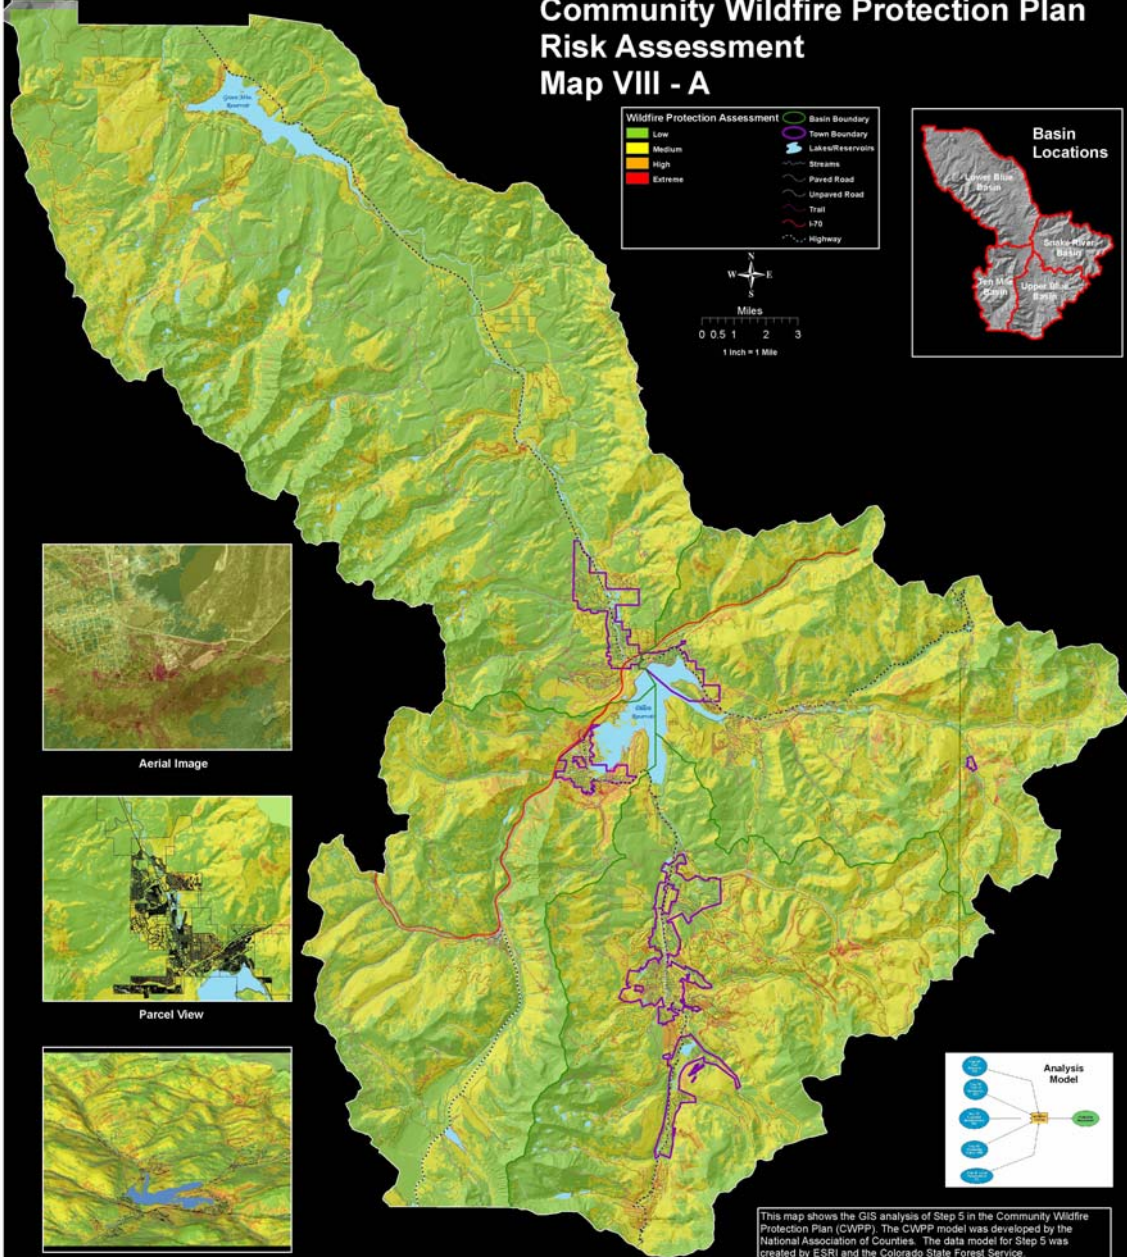 Community Wildfire Protection Plan
Risk Assessment
Map VIII - A
Wildfire Protection Assessment
Low
Medium
High
Extreme
Basin Boundary
Town Boundary
Lakes/Reservoirs
Streams
Paved Road
Unpaved Road
Trail
I-70
Highway
N
W E
S
Miles
0 0.5 1 2 3
1 inch = 1 Mile
Basin
Locations
Lower Blue
Basin
Snake River
Basin
Ten Mile
Basin
Upper Blue
Basin
Reservoir
Dillon
Reservoir
Aerial Image
Parcel View
Analysis
Model
This map shows the GIS analysis of Step 5 in the Community Wildfire
Protection Plan (CWPP). The CWPP model was developed by the
National Association of Counties. The data model for Step 5 was
created by ESRI and the Colorado State Forest Service.